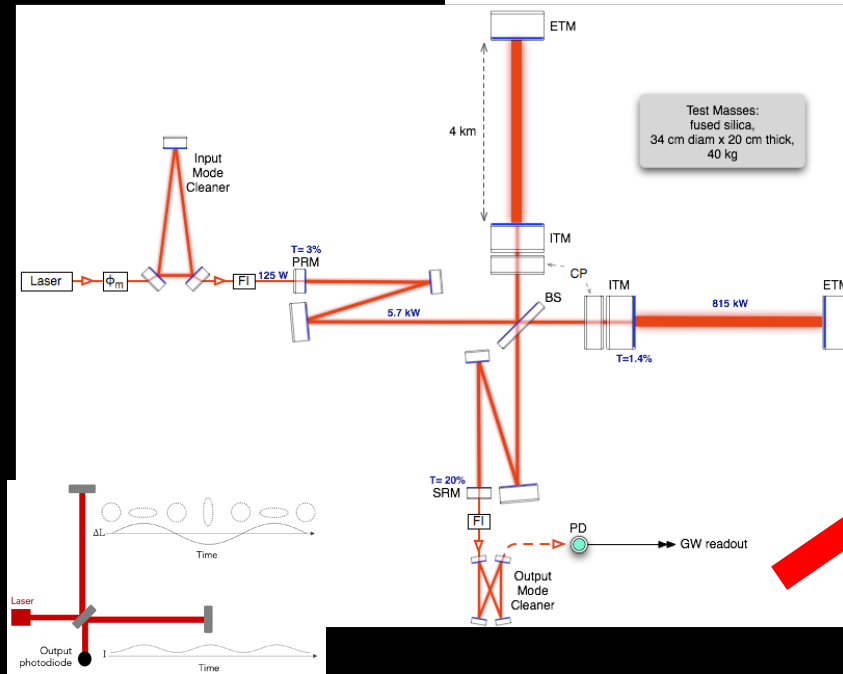 ETM
4 km
Test Masses:
fused silica,
34 cm diam x 20 cm thick,
40 kg
Input
Mode
Cleaner
ITM
T= 3%
PRM
CP
ITM
ETM
Laser
ϕm
FI
125 W
BS
815 kW
5.7 kW
T=1.4%
T= 20%
SRM
FI
PD
GW readout
Output
Mode
Cleaner
ΔL
Time
Laser
Output
photodiode
I
Time